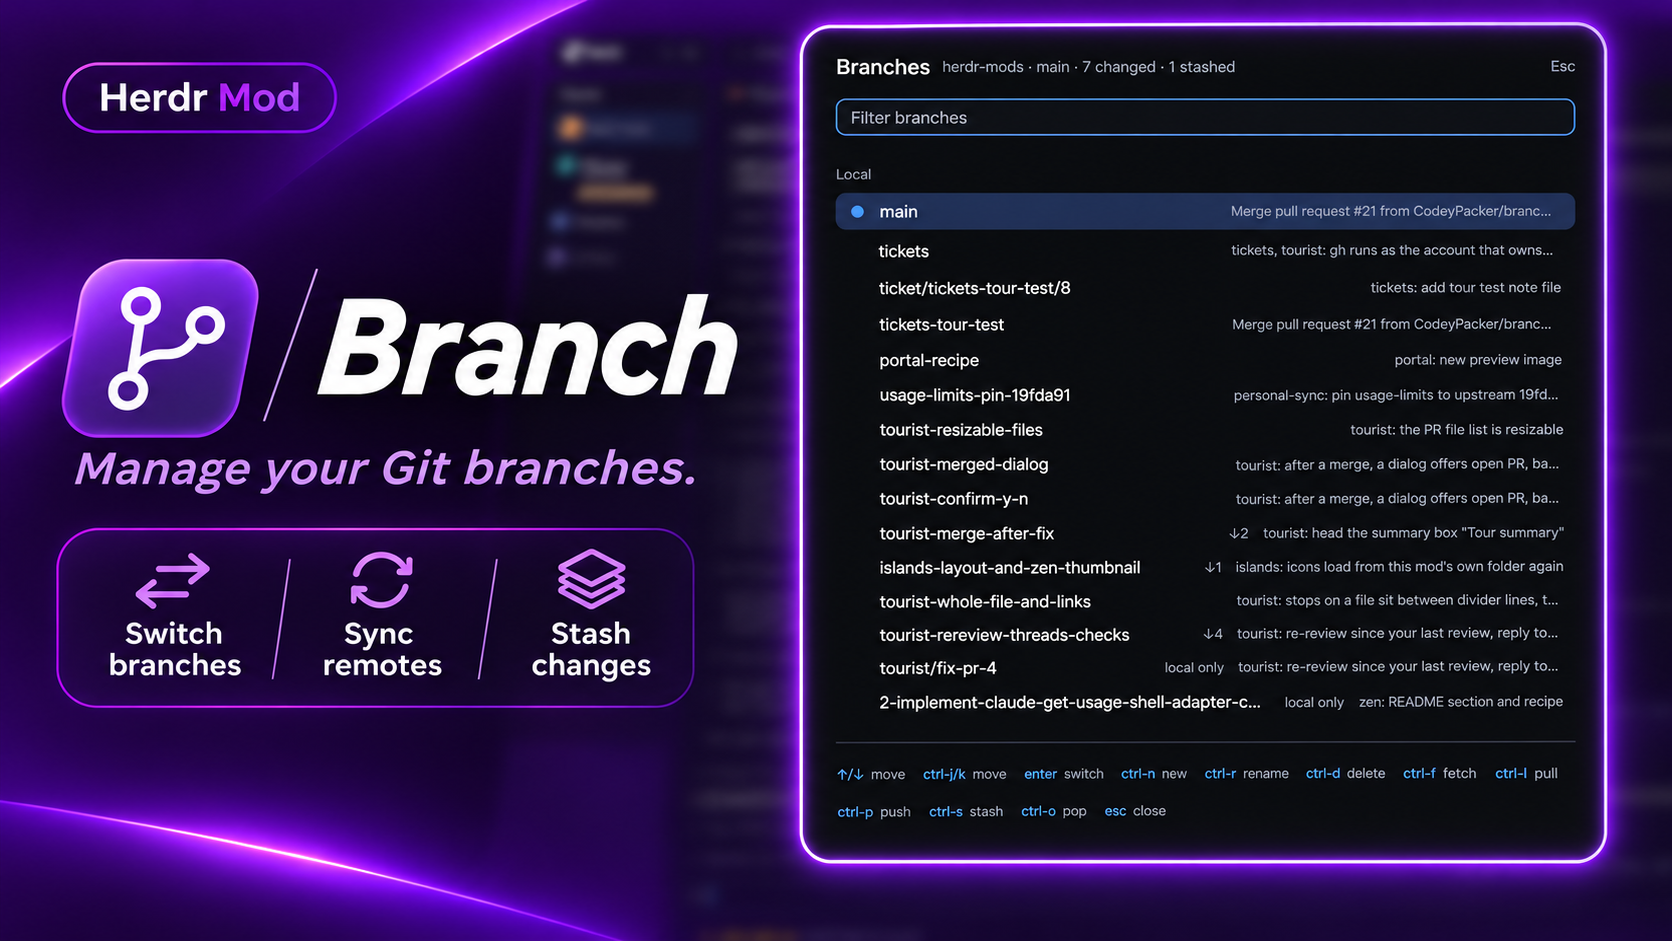 Herdr Mod
Branch
Manage your Git branches.
Switch
branches
Sync
remotes
Stash
changes
Branches herdr-mods · main · 7 changed · 1 stashed Esc
Filter branches
Local
main Merge pull request #21 from CodeyPacker/branc...
tickets tickets, tourist: gh runs as the account that owns...
ticket/tickets-tour-test/8 tickets: add tour test note file
tickets-tour-test Merge pull request #21 from CodeyPacker/branc...
portal-recipe portal: new preview image
usage-limits-pin-19fda91 personal-sync: pin usage-limits to upstream 19fd...
tourist-resizable-files tourist: the PR file list is resizable
tourist-merged-dialog tourist: after a merge, a dialog offers open PR, ba...
tourist-confirm-y-n tourist: after a merge, a dialog offers open PR, ba...
tourist-merge-after-fix ↓2 tourist: head the summary box "Tour summary"
islands-layout-and-zen-thumbnail ↓1 islands: icons load from this mod's own folder again
tourist-whole-file-and-links tourist: stops on a file sit between divider lines, t...
tourist-rereview-threads-checks ↓4 tourist: re-review since your last review, reply to...
tourist/fix-pr-4 local only tourist: re-review since your last review, reply to...
2-implement-claude-get-usage-shell-adapter-c... local only zen: README section and recipe
↑/↓ move ctrl-j/k move enter switch ctrl-n new ctrl-r rename ctrl-d delete ctrl-f fetch ctrl-l pull
ctrl-p push ctrl-s stash ctrl-o pop esc close